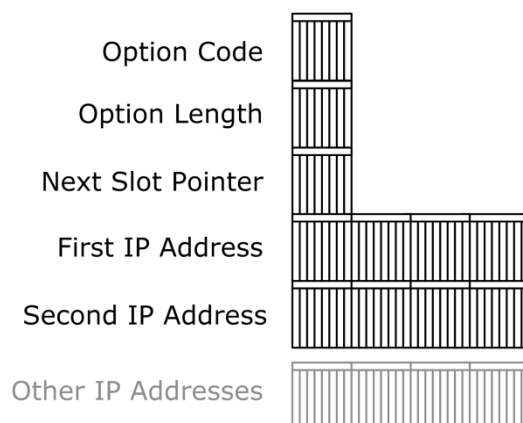 Option Code
Option Length
Next Slot Pointer
First IP Address
Second IP Address
Other IP Addresses